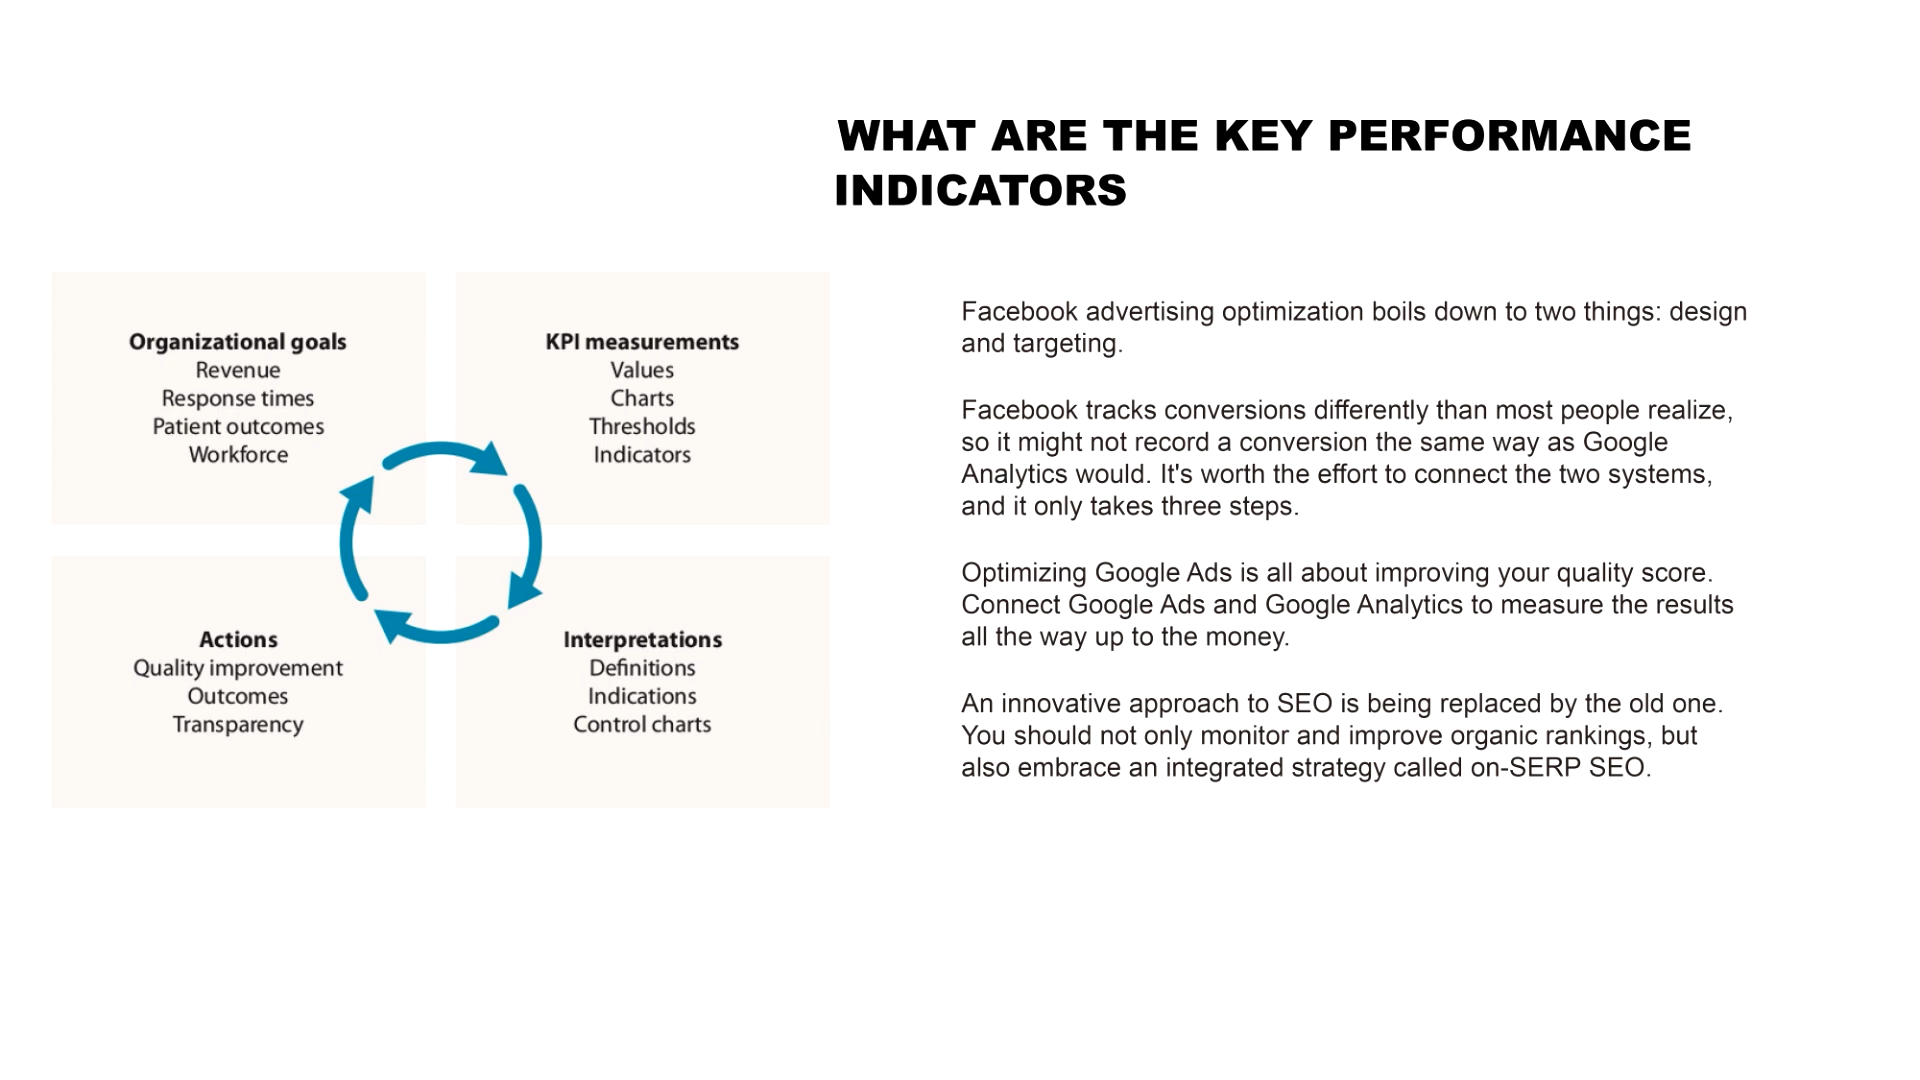 WHAT ARE THE KEY PERFORMANCE
INDICATORS
Organizational goals
Revenue
Response times
Patient outcomes
Workforce
KPI measurements
Values
Charts
Thresholds
Indicators
Actions
Quality improvement
Outcomes
Transparency
Interpretations
Definitions
Indications
Control charts
Facebook advertising optimization boils down to two things: design
and targeting.
Facebook tracks conversions differently than most people realize,
so it might not record a conversion the same way as Google
Analytics would. It's worth the effort to connect the two systems,
and it only takes three steps.
Optimizing Google Ads is all about improving your quality score.
Connect Google Ads and Google Analytics to measure the results
all the way up to the money.
An innovative approach to SEO is being replaced by the old one.
You should not only monitor and improve organic rankings, but
also embrace an integrated strategy called on-SERP SEO.